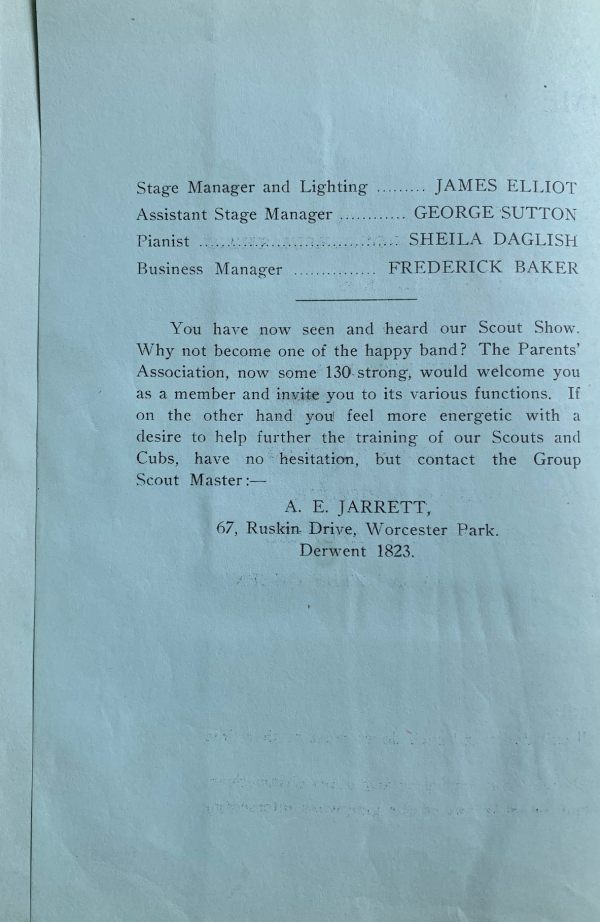 Stage Manager and Lighting ......... JAMES ELLIOT
Assistant Stage Manager ............ GEORGE SUTTON
Pianist .................................... SHEILA DAGLISH
Business Manager ............... FREDERICK BAKER
You have now seen and heard our Scout Show.
Why not become one of the happy band? The Parents'
Association, now some 130 strong, would welcome you
as a member and invite you to its various functions. If
on the other hand you feel more energetic with a
desire to help further the training of our Scouts and
Cubs, have no hesitation, but contact the Group
Scout Master:—
A. E. JARRETT,
67, Ruskin Drive, Worcester Park.
Derwent 1823.